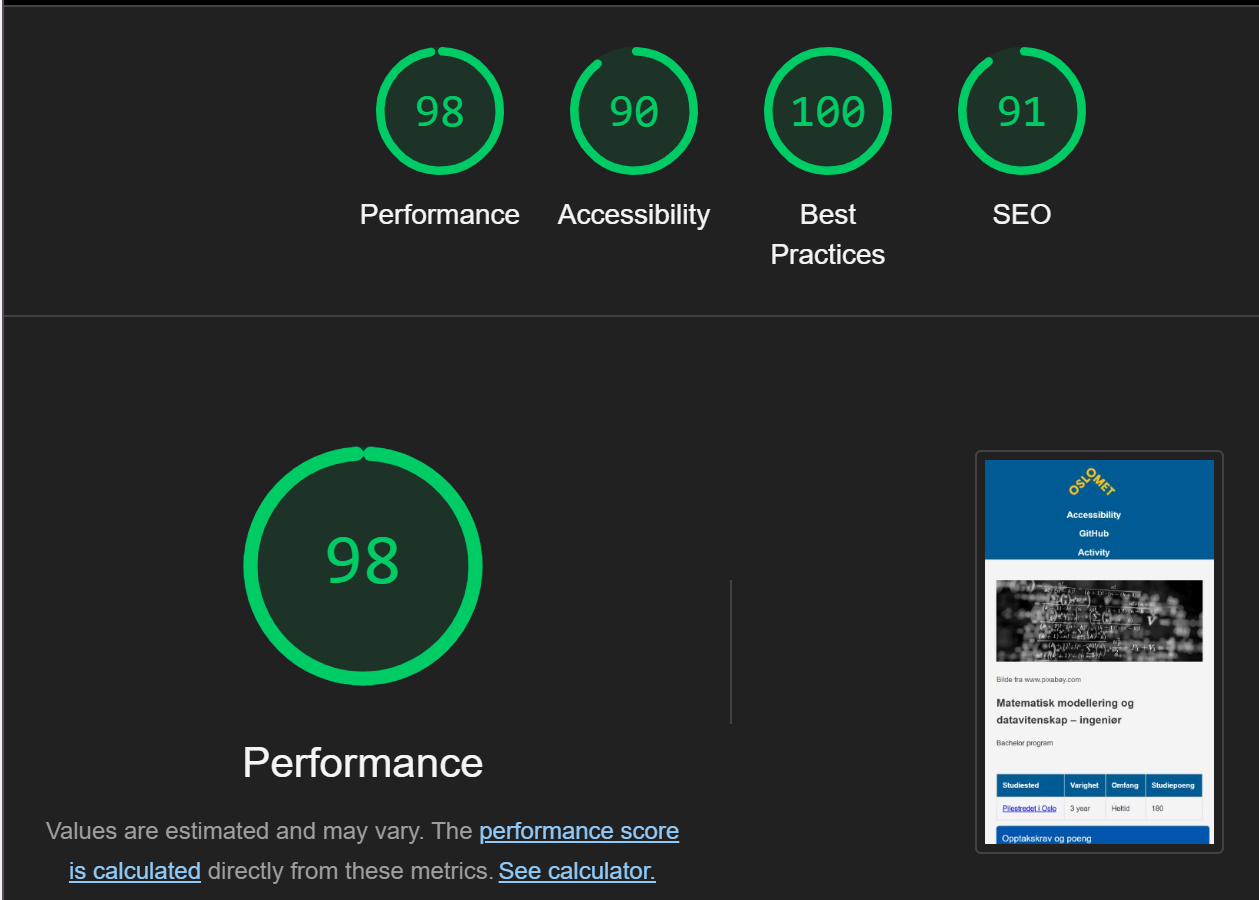 98
90
100
91
Performance
Accessibility
Best
Practices
SEO
98
Performance
Values are estimated and may vary. The performance score
is calculated directly from these metrics. See calculator.
OSLOMET
Accessibility
GitHub
Activity
Bilde fra www.pixabay.com
Matematisk modellering og
datavitenskap – ingeniør
Bachelor program
Studiested Varighet Omfang Studiepoeng
Pilestredet i Oslo 3 year Heltid 180
Opptakskrav og poeng